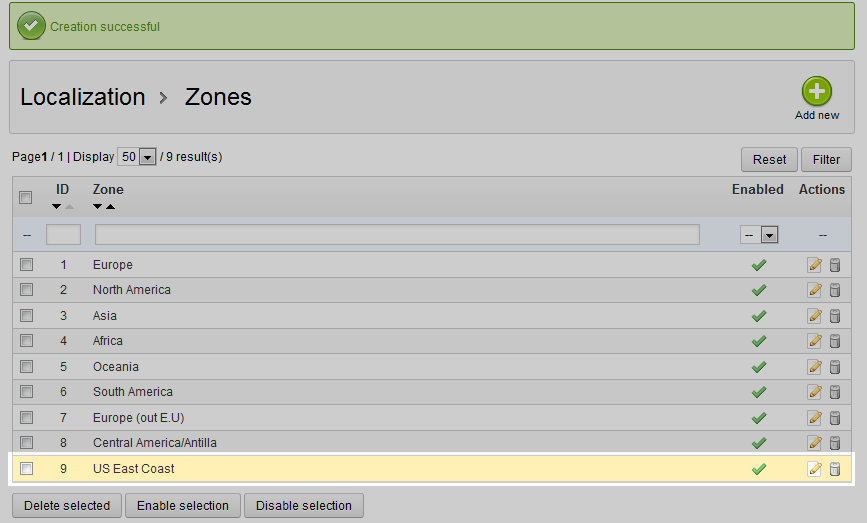 Creation successful
Localization > Zones
Add new
Page1 / 1 | Display 50 / 9 result(s)
Reset Filter
ID Zone Enabled Actions
-- -- --
1 Europe
2 North America
3 Asia
4 Africa
5 Oceania
6 South America
7 Europe (out E.U)
8 Central America/Antilla
9 US East Coast
Delete selected Enable selection Disable selection